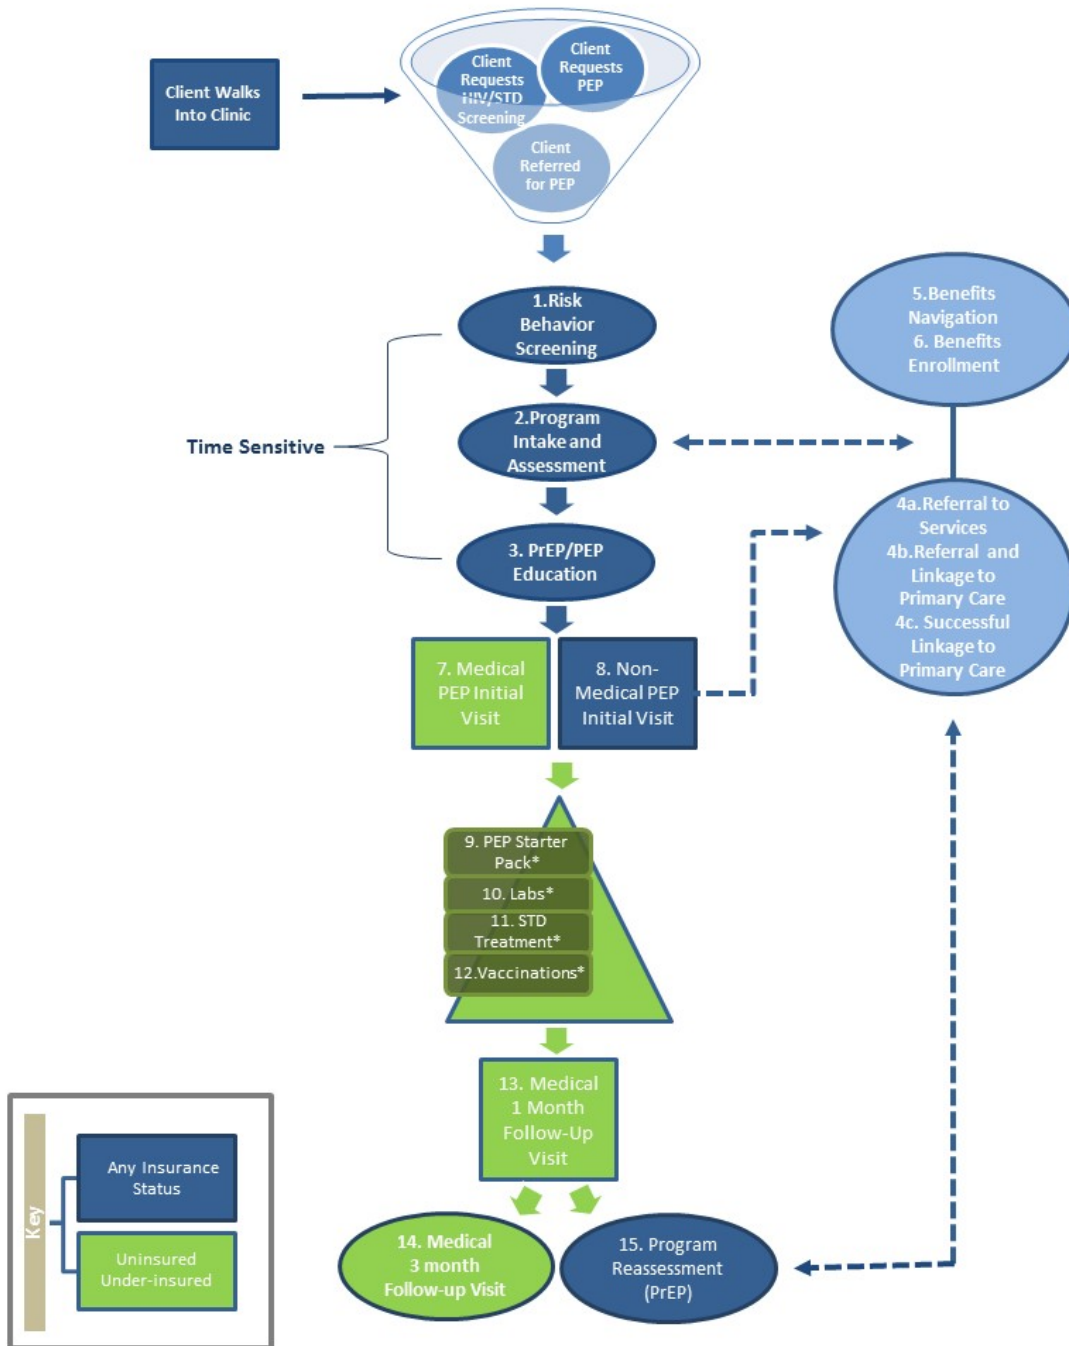 Client Walks
Into Clinic
Client
Requests
HIV/STD
Screening
Client
Requests
PEP
Client
Referred
for PEP
1.Risk
Behavior
Screening
Time Sensitive
2.Program
Intake and
Assessment
3. PrEP/PEP
Education
5.Benefits
Navigation
6. Benefits
Enrollment
4a.Referral to
Services
4b.Referral and
Linkage to
Primary Care
4c. Successful
Linkage to
Primary Care
7. Medical
PEP Initial
Visit
8. Non-
Medical PEP
Initial Visit
9. PEP Starter
Pack*
10. Labs*
11. STD
Treatment*
12.Vaccinations*
13. Medical
1 Month
Follow-Up
Visit
14. Medical
3 month
Follow-up Visit
15. Program
Reassessment
(PrEP)
Key
Any Insurance
Status
Uninsured
Under-insured